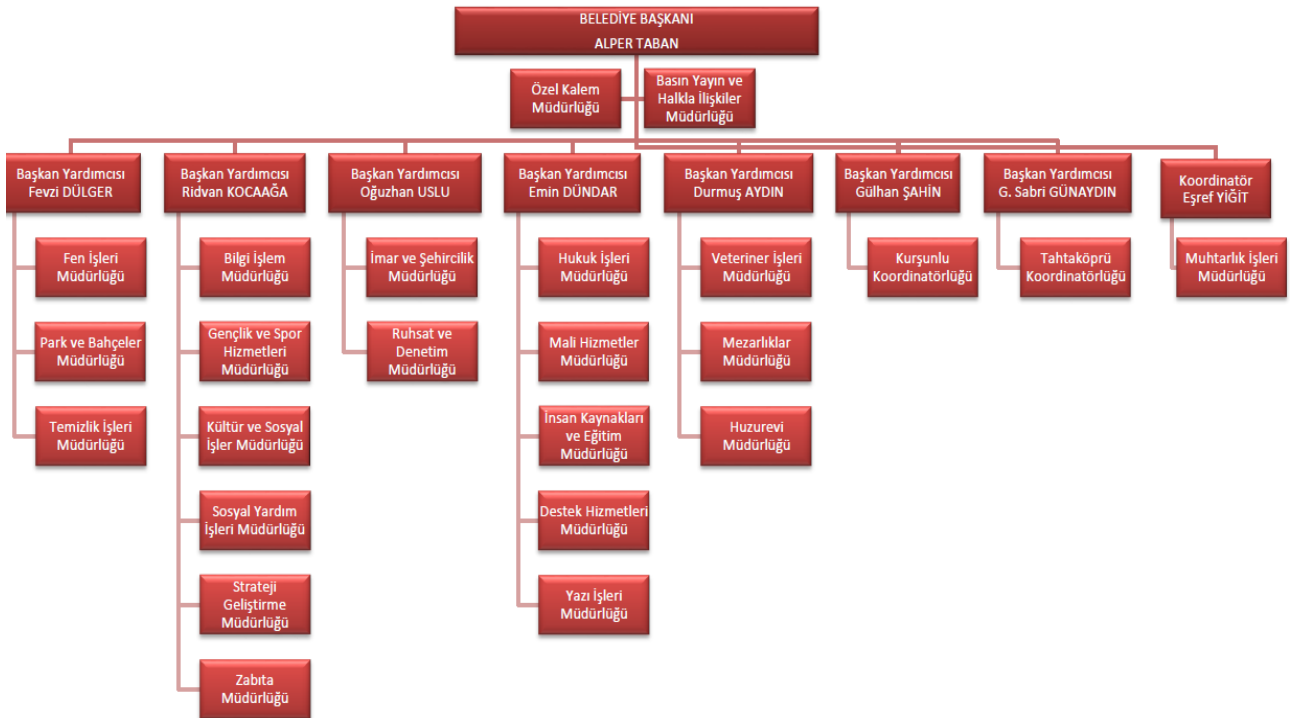 BELEDİYE BAŞKANI
ALPER TABAN
Özel Kalem
Müdürlüğü
Basın Yayın ve
Halkla İlişkiler
Müdürlüğü
Başkan Yardımcısı
Fevzi DÜLGER
Fen İşleri
Müdürlüğü
Park ve Bahçeler
Müdürlüğü
Temizlik İşleri
Müdürlüğü
Başkan Yardımcısı
Ridvan KOCAAĞA
Bilgi İşlem
Müdürlüğü
Gençlik ve Spor
Hizmetleri
Müdürlüğü
Kültür ve Sosyal
İşler Müdürlüğü
Sosyal Yardım
İşleri Müdürlüğü
Strateji
Geliştirme
Müdürlüğü
Zabıta
Müdürlüğü
Başkan Yardımcısı
Oğuzhan USLU
İmar ve Şehircilik
Müdürlüğü
Ruhsat ve
Denetim
Müdürlüğü
Başkan Yardımcısı
Emin DÜNDAR
Hukuk İşleri
Müdürlüğü
Mali Hizmetler
Müdürlüğü
İnsan Kaynakları
ve Eğitim
Müdürlüğü
Destek Hizmetleri
Müdürlüğü
Yazı İşleri
Müdürlüğü
Başkan Yardımcısı
Durmuş AYDIN
Veteriner İşleri
Müdürlüğü
Mezarlıklar
Müdürlüğü
Huzurevi
Müdürlüğü
Başkan Yardımcısı
Gülhan ŞAHİN
Kurşunlu
Koordinatörlüğü
Başkan Yardımcısı
G. Sabri GÜNAYDIN
Tahtaköprü
Koordinatörlüğü
Koordinatör
Eşref YİĞİT
Muhtarlık İşleri
Müdürlüğü